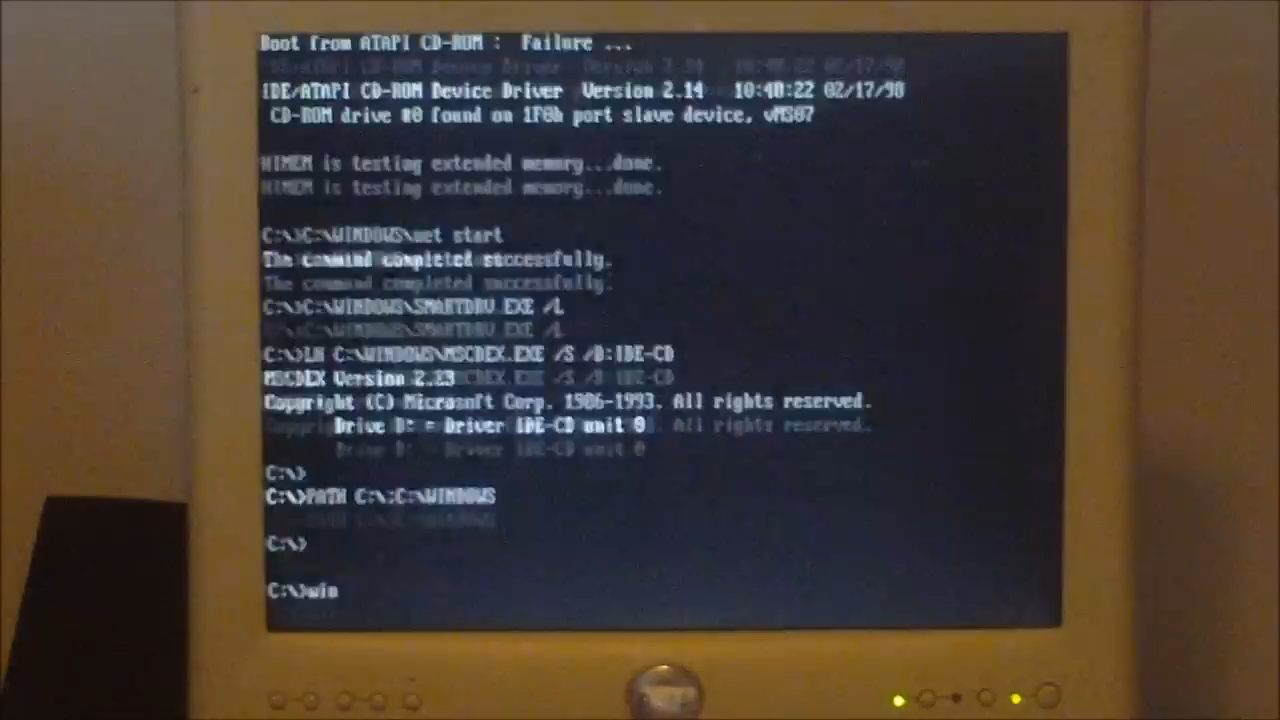 Boot from ATAPI CD-ROM : Failure ...
IDE/ATAPI CD-ROM Device Driver Version 2.14 10:40:22 02/17/98
CD-ROM drive #0 found on 1F0h port slave device, vMS07
HIMEM is testing extended memory...done.
C:\>C:\WINDOWS\net start
The command completed successfully.
C:\>C:\WINDOWS\SMARTDRV.EXE /L
C:\>LH C:\WINDOWS\MSCDEX.EXE /S /D:IDE-CD
MSCDEX Version 2.23
Copyright (C) Microsoft Corp. 1986-1993. All rights reserved.
Drive D: = Driver IDE-CD unit 0
C:\>
C:\>PATH C:\;C:\WINDOWS
C:\>
C:\>win